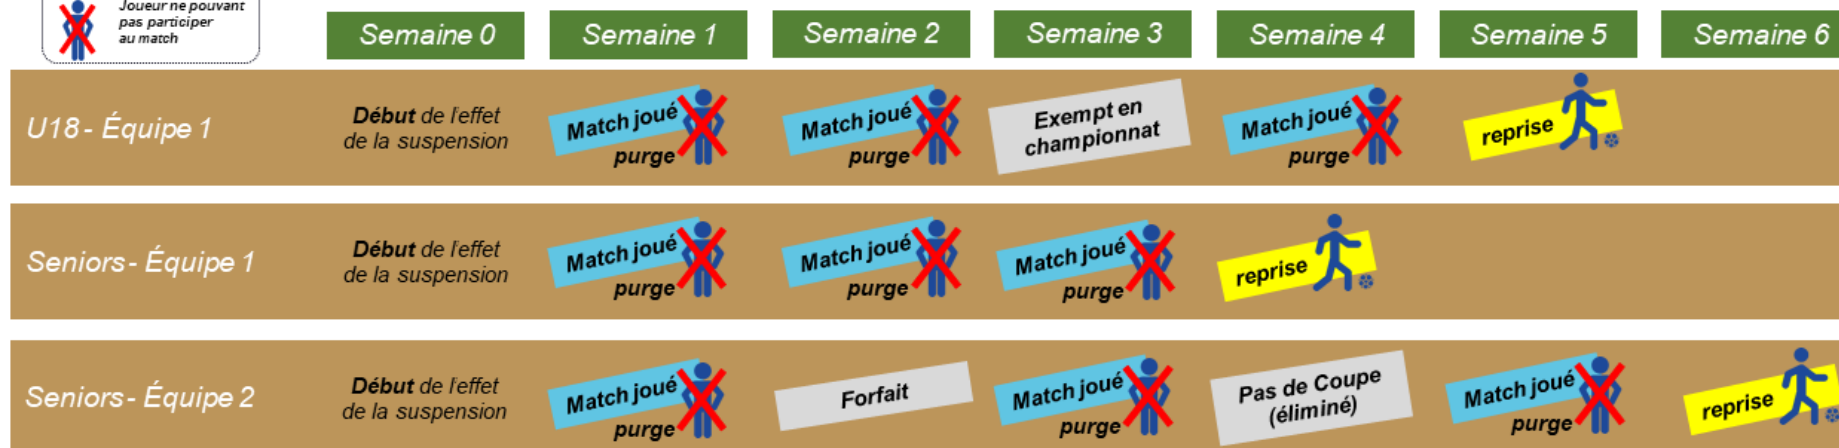 Joueur ne pouvant
pas participer
au match
Semaine 0
Semaine 1
Semaine 2
Semaine 3
Semaine 4
Semaine 5
Semaine 6
U18 - Équipe 1
Début de l'effet
de la suspension
Match joué
purge
Match joué
purge
Exempt en
championnat
Match joué
purge
reprise
Seniors - Équipe 1
Début de l'effet
de la suspension
Match joué
purge
Match joué
purge
Match joué
purge
reprise
Seniors - Équipe 2
Début de l'effet
de la suspension
Match joué
purge
Forfait
Match joué
purge
Pas de Coupe
(éliminé)
Match joué
purge
reprise